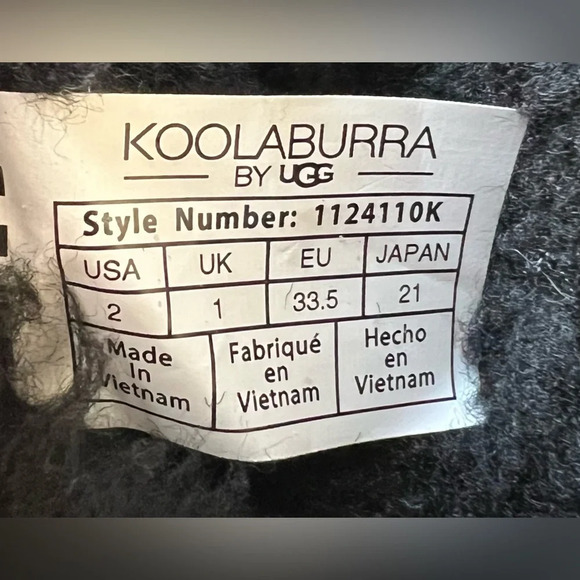 KOOLABURRA
BY UGG
Style Number: 1124110K
USA UK EU JAPAN
2 1 33.5 21
Made
In
Vietnam
Fabriqué
en
Vietnam
Hecho
en
Vietnam